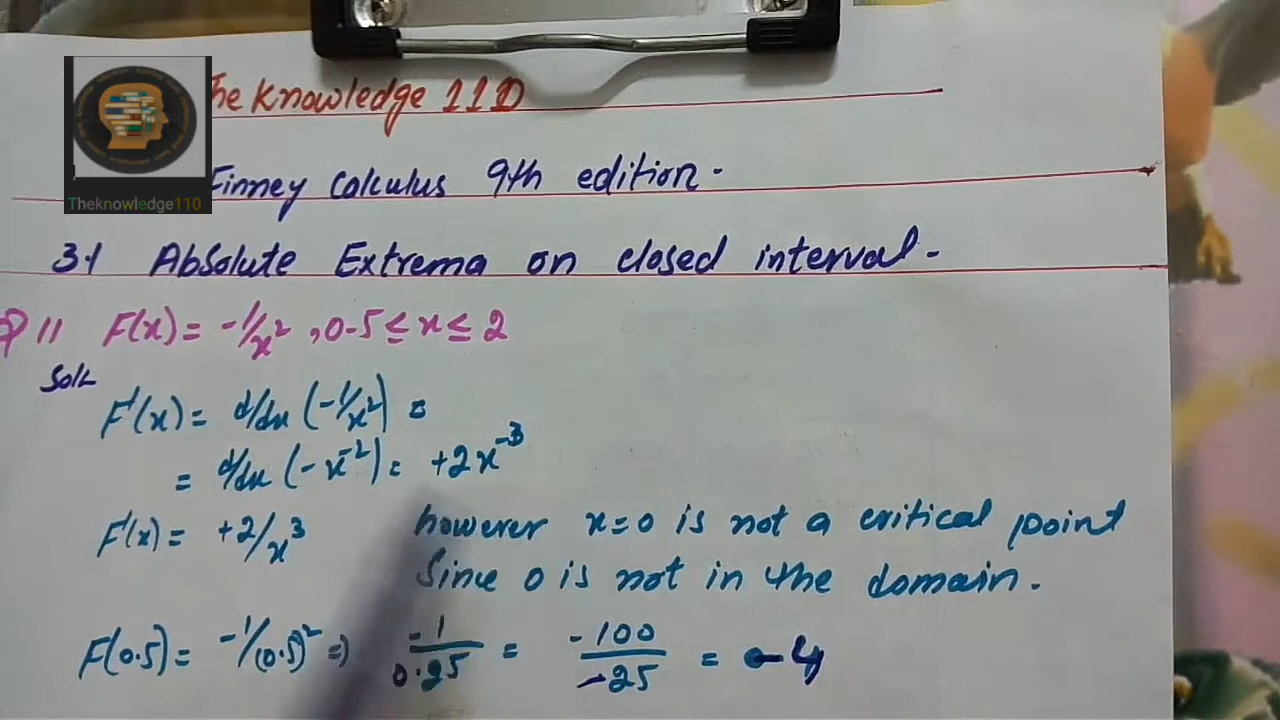 The Knowledge 110
Theknowledge110
Finney Calculus 9th edition.
3.1 Absolute Extrema on closed interval.
11 F(x) = -1/x² , 0.5 ≤ x ≤ 2
Sol:
F'(x) = d/dx (-1/x²) =
= d/dx (-x⁻²) = +2x⁻³
F'(x) = +2/x³ however x=0 is not a critical point
Since 0 is not in the domain.
F(0.5) = -1/(0.5)² ⇒ -1/0.25 = -100/25 = -4